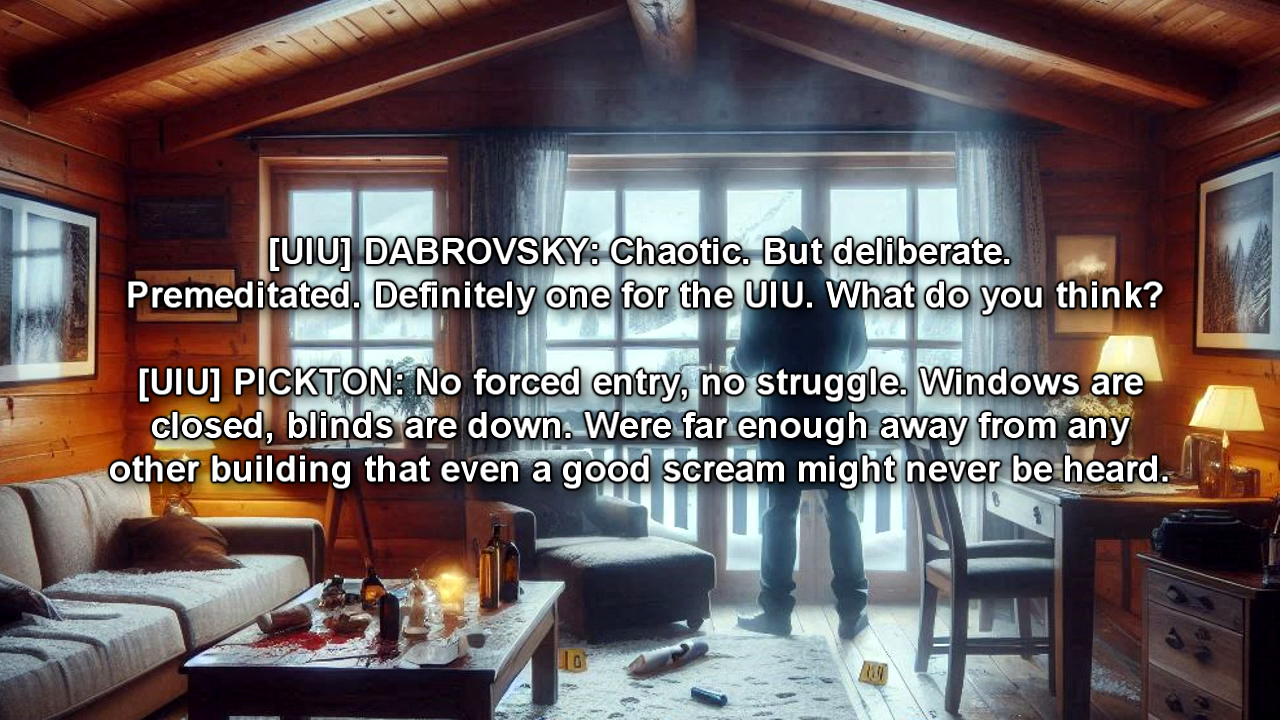 [UIU] DABROVSKY: Chaotic. But deliberate.
Premeditated. Definitely one for the UIU. What do you think?
[UIU] PICKTON: No forced entry, no struggle. Windows are
closed, blinds are down. Were far enough away from any
other building that even a good scream might never be heard.